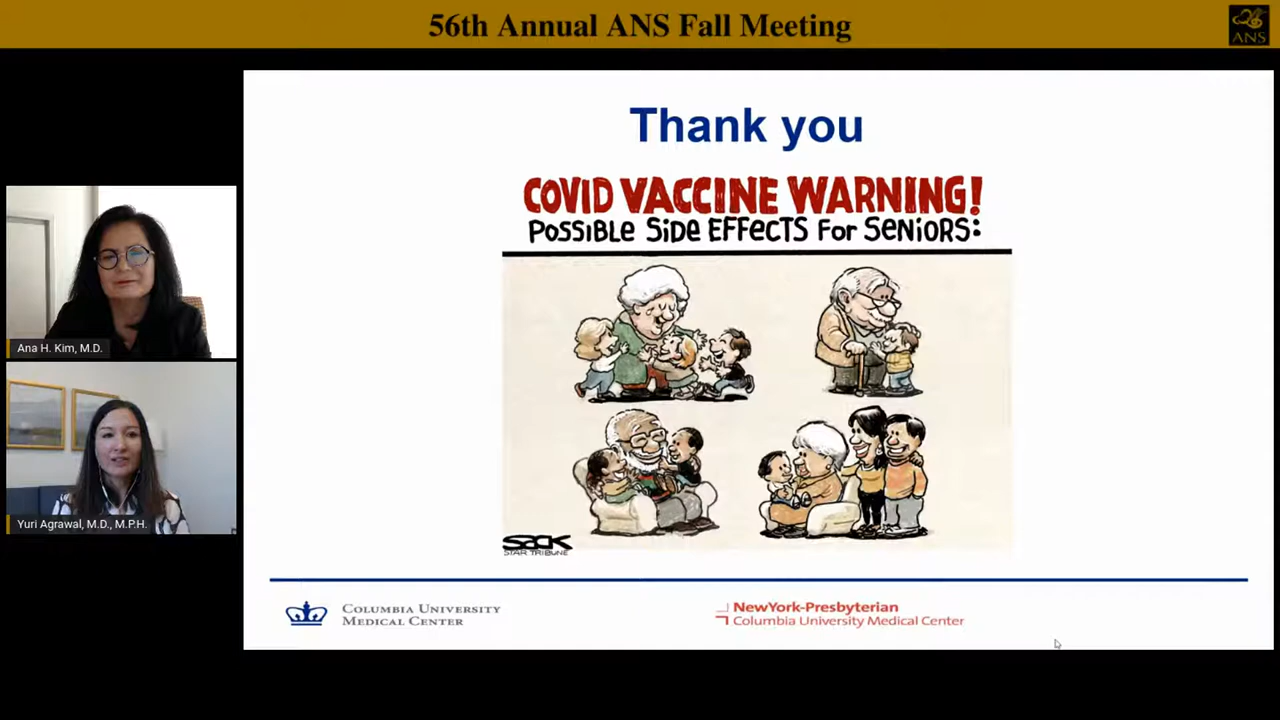 56th Annual ANS Fall Meeting
ANS
Thank you
COVID VACCINE WARNING!
POSSIBLE SIDE EFFECTS FOR SENIORS:
Ana H. Kim, M.D.
Yuri Agrawal, M.D., M.P.H.
SACK
STAR TRIBUNE
COLUMBIA UNIVERSITY
MEDICAL CENTER
NewYork-Presbyterian
Columbia University Medical Center